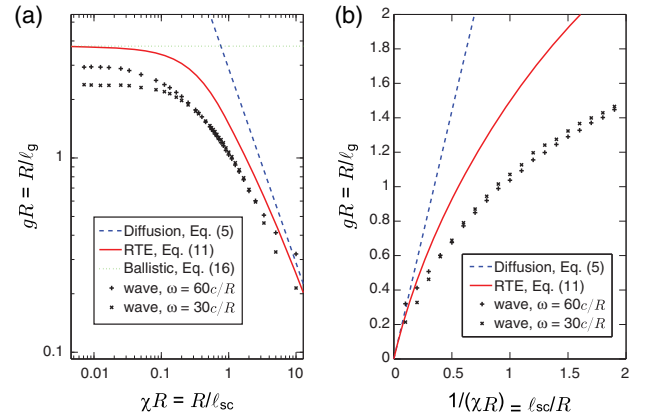 (a)
gR = R/ℓg
1
0.1
Diffusion, Eq. (5)
RTE, Eq. (11)
Ballistic, Eq. (16)
wave, ω = 60c/R
wave, ω = 30c/R
0.01 0.1 1 10
χR = R/ℓsc
(b)
gR = R/ℓg
2
1.8
1.6
1.4
1.2
1
0.8
0.6
0.4
0.2
0
Diffusion, Eq. (5)
RTE, Eq. (11)
wave, ω = 60c/R
wave, ω = 30c/R
0 0.5 1 1.5 2
1/(χR) = ℓsc/R